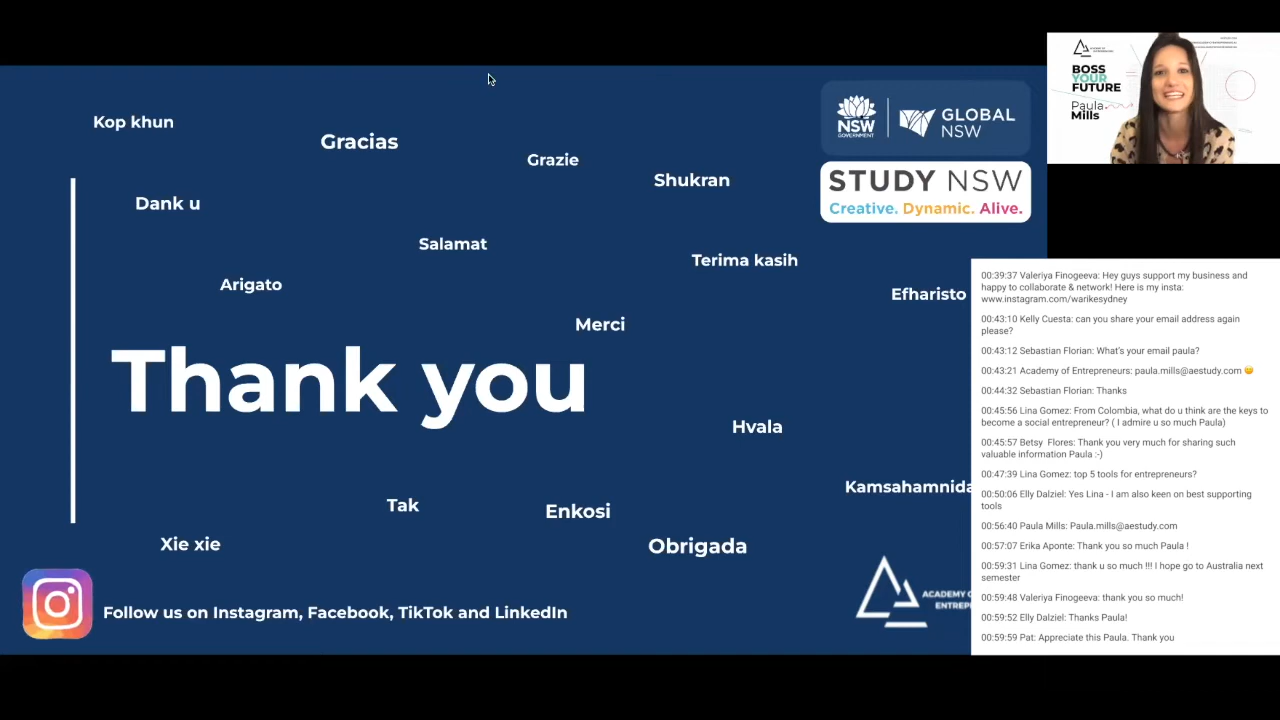 Kop khun
Gracias
Grazie
Shukran
Dank u
Salamat
Terima kasih
Arigato
Efharisto
Merci
Thank you
Hvala
Kamsahamnida
Tak
Enkosi
Xie xie
Obrigada
Follow us on Instagram, Facebook, TikTok and LinkedIn
NSW
GOVERNMENT
GLOBAL
NSW
STUDY NSW
Creative. Dynamic. Alive.
ACADEMY
ENTREP
BOSS
YOUR
FUTURE
Paula
Mills
00:39:37 Valeriya Finogeeva: Hey guys support my business and
happy to collaborate & network! Here is my insta:
www.instagram.com/warikesydney
00:43:10 Kelly Cuesta: can you share your email address again
please?
00:43:12 Sebastian Florian: What's your email paula?
00:43:21 Academy of Entrepreneurs: paula.mills@aestudy.com 😀
00:44:32 Sebastian Florian: Thanks
00:45:56 Lina Gomez: From Colombia, what do u think are the keys to
become a social entrepreneur? ( I admire u so much Paula)
00:45:57 Betsy  Flores: Thank you very much for sharing such
valuable information Paula :-)
00:47:39 Lina Gomez: top 5 tools for entrepreneurs?
00:50:06 Elly Dalziel: Yes Lina - I am also keen on best supporting
tools
00:56:40 Paula Mills: Paula.mills@aestudy.com
00:57:07 Erika Aponte: Thank you so much Paula !
00:59:31 Lina Gomez: thank u so much !!! I hope go to Australia next
semester
00:59:48 Valeriya Finogeeva: thank you so much!
00:59:52 Elly Dalziel: Thanks Paula!
00:59:59 Pat: Appreciate this Paula. Thank you